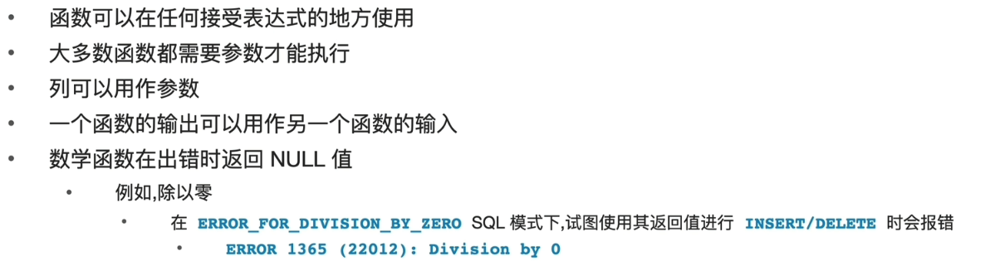 • 函数可以在任何接受表达式的地方使用
• 大多数函数都需要参数才能执行
• 列可以用作参数
• 一个函数的输出可以用作另一个函数的输入
• 数学函数在出错时返回 NULL 值
• 例如,除以零
• 在 ERROR_FOR_DIVISION_BY_ZERO SQL 模式下,试图使用其返回值进行 INSERT/DELETE 时会报错
• ERROR 1365 (22012): Division by 0